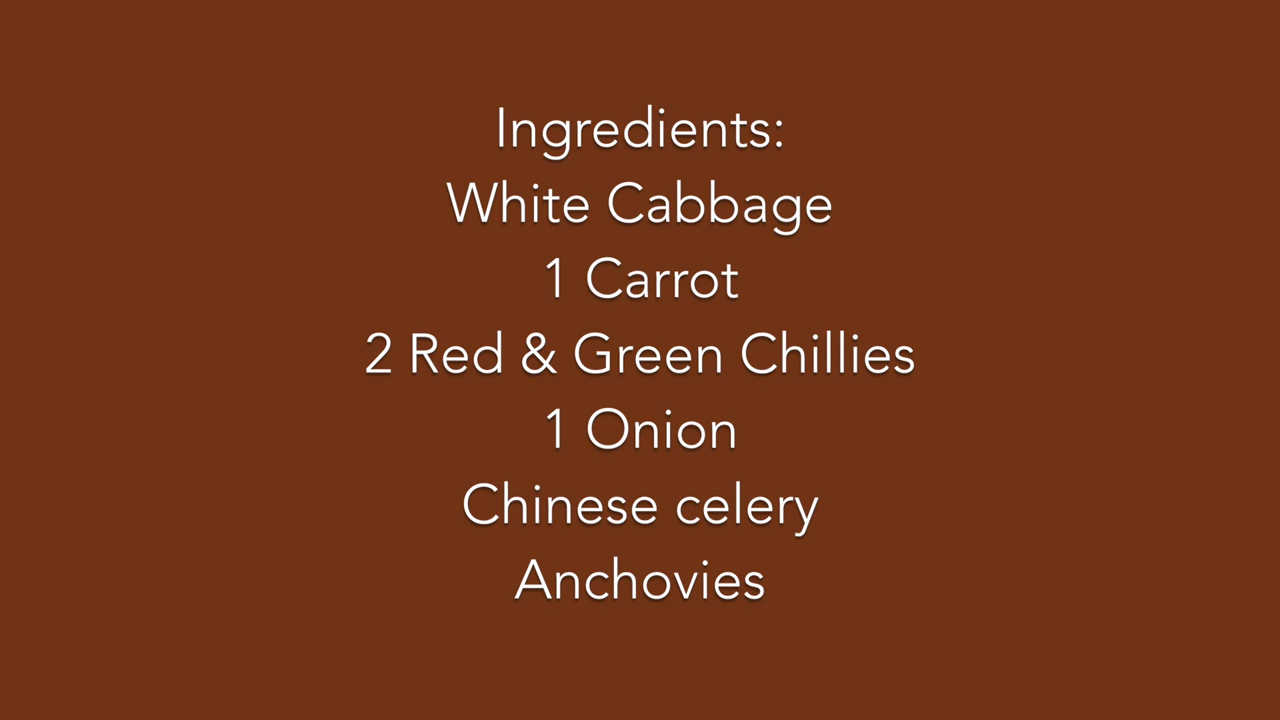 Ingredients:
White Cabbage
1 Carrot
2 Red & Green Chillies
1 Onion
Chinese celery
Anchovies